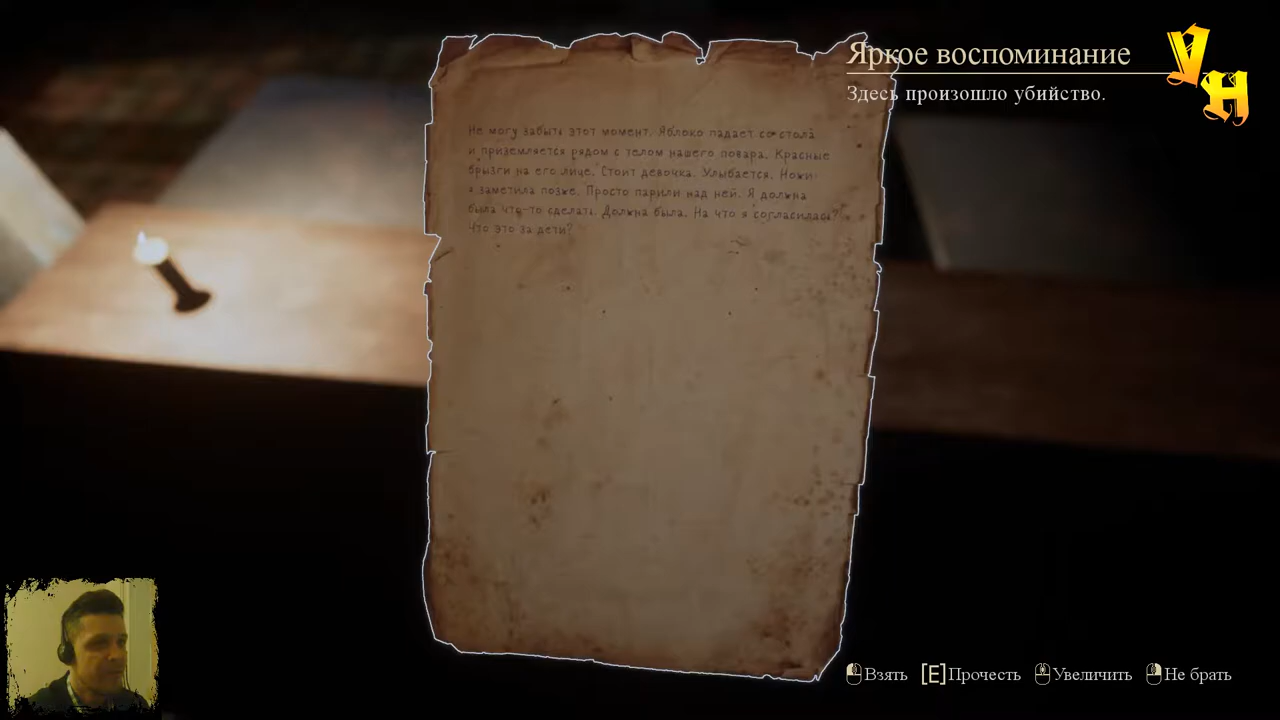 Яркое воспоминание
Здесь произошло убийство.
УН
Не могу забыть этот момент. Яблоко падает со стола
и приземляется рядом с телом нашего повара. Красные
брызги на его лице. Стоит девочка. Улыбается. Ножи
я заметила позже. Просто парили над ней. Я должна
была что-то сделать. Должна была. На что я согласилась?
Что это за дети?
Взять [E]Прочесть Увеличить Не брать